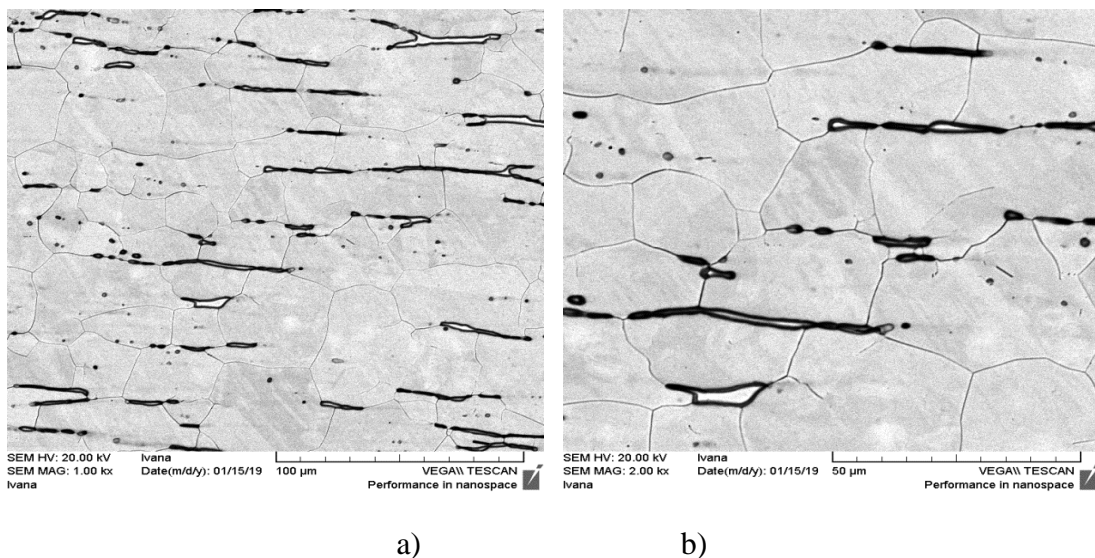 SEM HV: 20.00 kV Ivana
SEM MAG: 1.00 kx Date(m/d/y): 01/15/19 100 µm VEGA\\ TESCAN
Ivana Performance in nanospace
SEM HV: 20.00 kV Ivana
SEM MAG: 2.00 kx Date(m/d/y): 01/15/19 50 µm VEGA\\ TESCAN
Ivana Performance in nanospace
a) b)